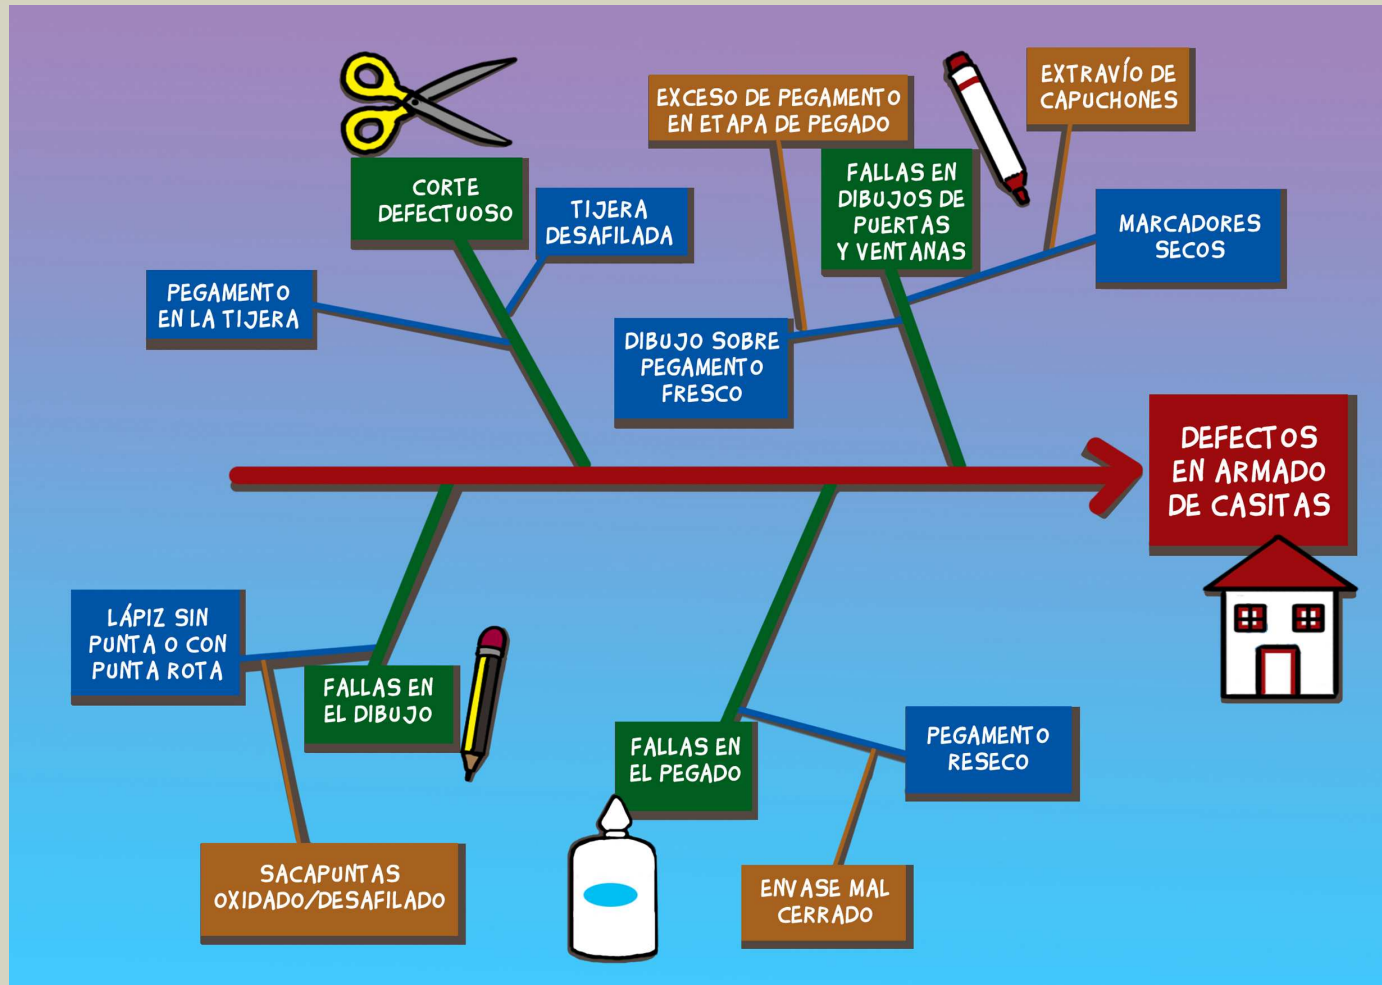 EXTRAVÍO DE
CAPUCHONES
EXCESO DE PEGAMENTO
EN ETAPA DE PEGADO
CORTE
DEFECTUOSO
TIJERA
DESAFILADA
FALLAS EN
DIBUJOS DE
PUERTAS
Y VENTANAS
MARCADORES
SECOS
PEGAMENTO
EN LA TIJERA
DIBUJO SOBRE
PEGAMENTO
FRESCO
DEFECTOS
EN ARMADO
DE CASITAS
LÁPIZ SIN
PUNTA O CON
PUNTA ROTA
FALLAS EN
EL DIBUJO
FALLAS EN
EL PEGADO
PEGAMENTO
RESECO
SACAPUNTAS
OXIDADO/DESAFILADO
ENVASE MAL
CERRADO